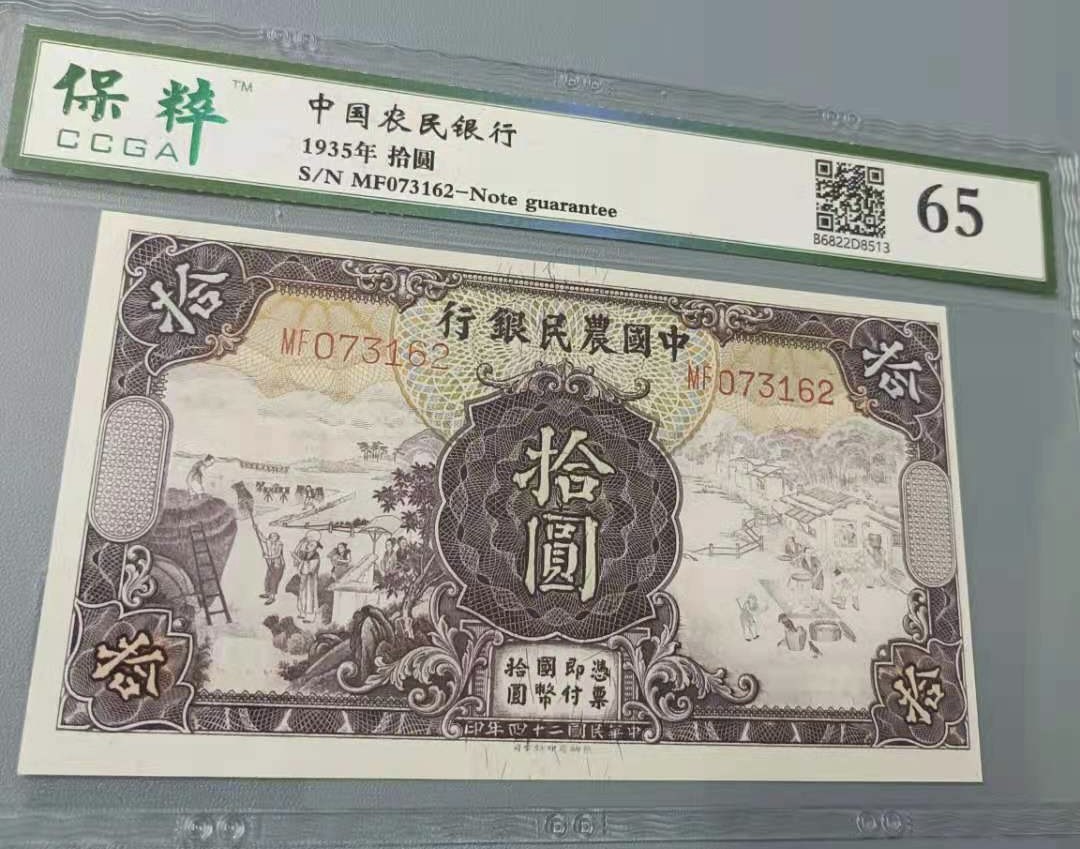 保粹™
CCGA
中国农民银行
1935年 拾圆
S/N MF073162-Note guarantee
B6822D8513
65
拾
拾
行銀民農國中
MF073162
MF073162
拾
圓
憑票
即付
國幣
拾圓
印年四十二國民華中
拾
拾